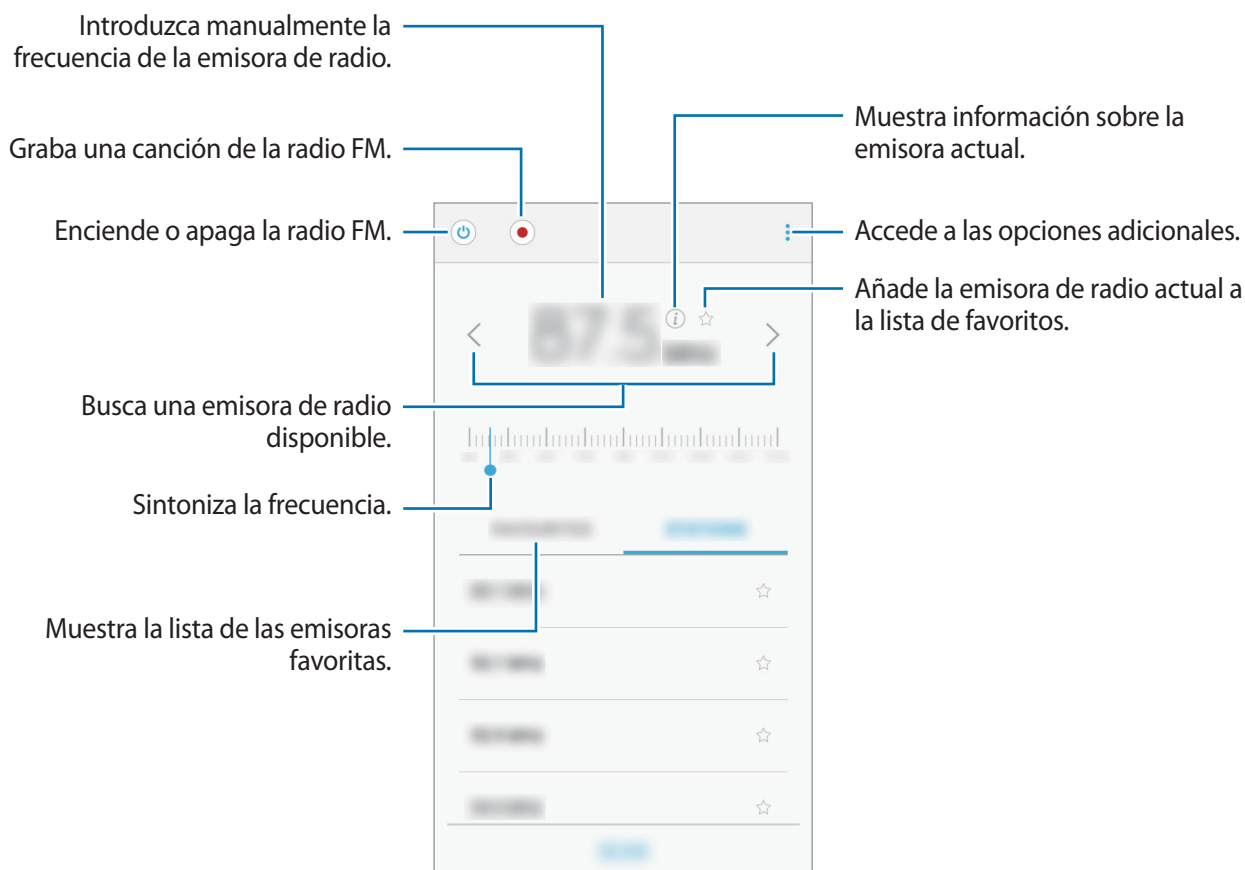 Introduzca manualmente la
frecuencia de la emisora de radio.
Muestra información sobre la
emisora actual.
Graba una canción de la radio FM.
Enciende o apaga la radio FM.
Accede a las opciones adicionales.
Añade la emisora de radio actual a
la lista de favoritos.
87.5
Busca una emisora de radio
disponible.
Sintoniza la frecuencia.
Muestra la lista de las emisoras
favoritas.